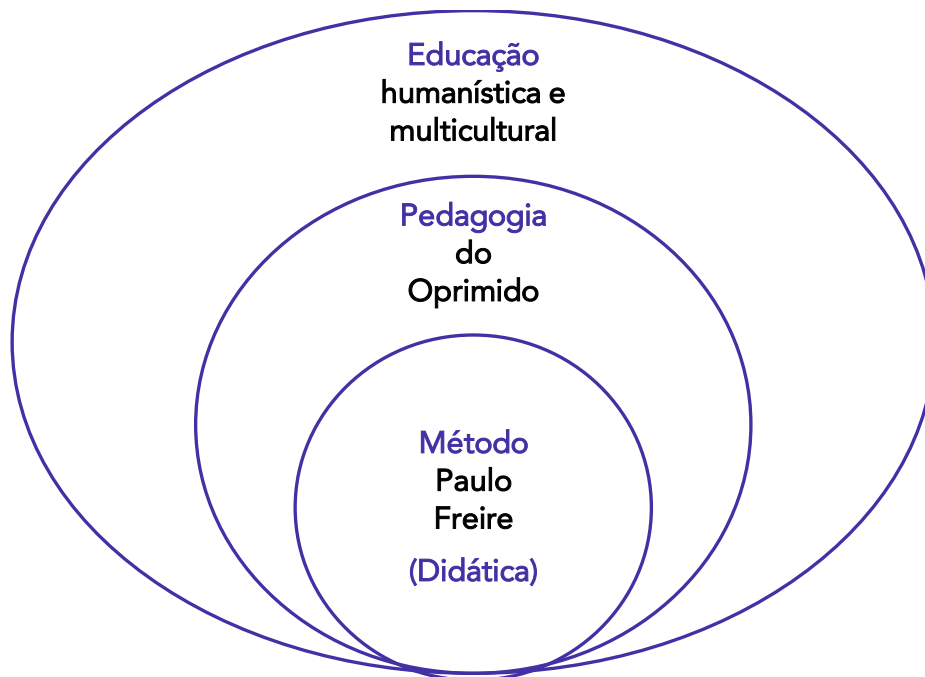 Educação
humanística e
multicultural
Pedagogia
do
Oprimido
Método
Paulo
Freire
(Didática)